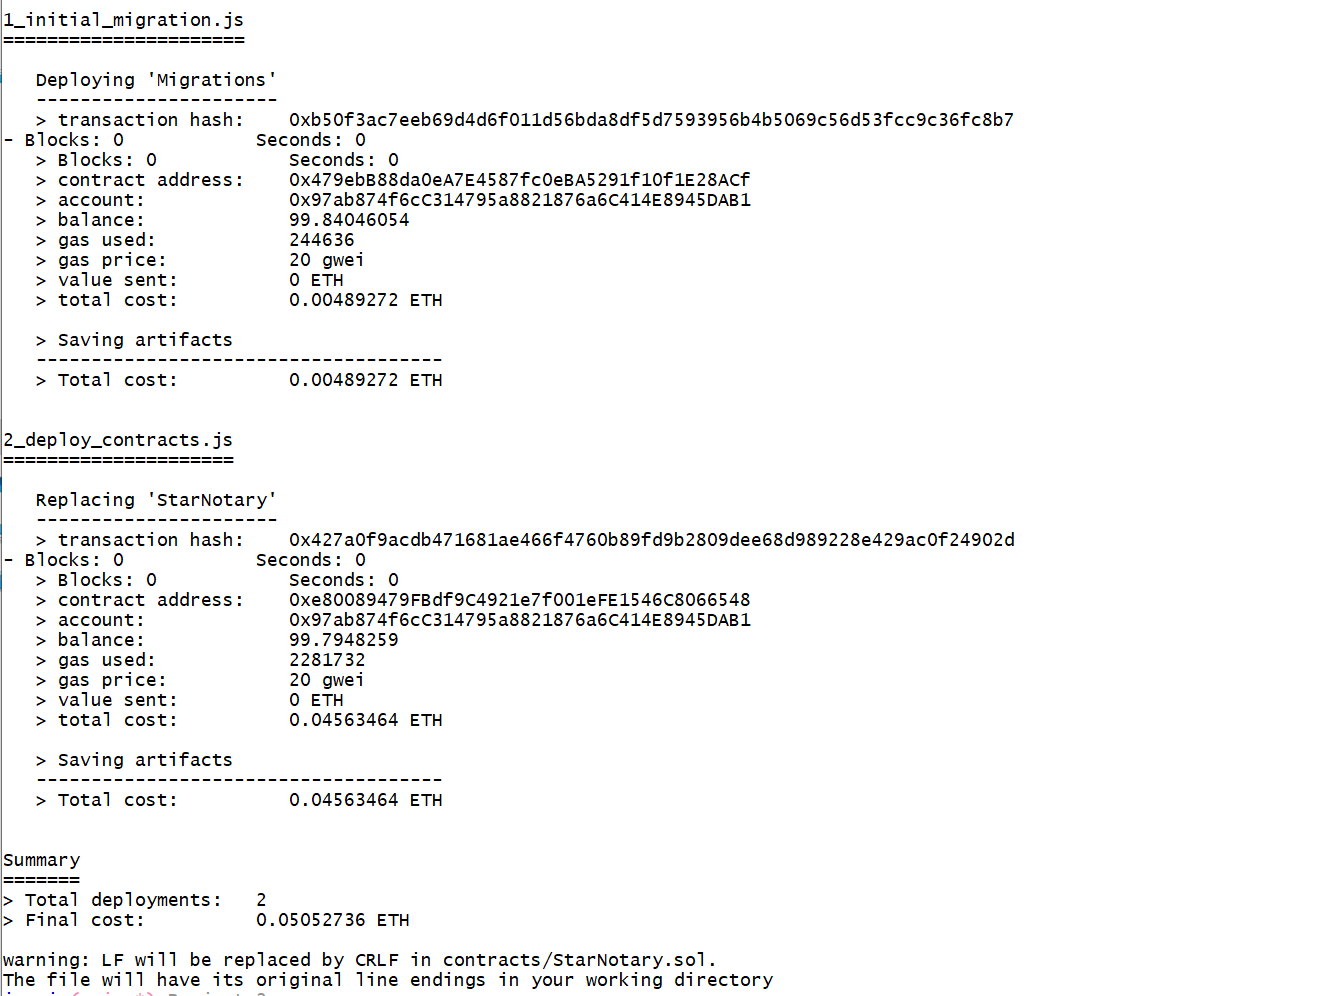 1_initial_migration.js
======================
Deploying 'Migrations'
----------------------
> transaction hash:    0xb50f3ac7eeb69d4d6f011d56bda8df5d7593956b4b5069c56d53fcc9c36fc8b7
- Blocks: 0            Seconds: 0
> Blocks: 0            Seconds: 0
> contract address:    0x479ebB88da0eA7E4587fc0eBA5291f10f1E28ACf
> account:             0x97ab874f6cC314795a8821876a6C414E8945DAB1
> balance:             99.84046054
> gas used:            244636
> gas price:           20 gwei
> value sent:          0 ETH
> total cost:          0.00489272 ETH
> Saving artifacts
-------------------------------------
> Total cost:          0.00489272 ETH
2_deploy_contracts.js
=====================
Replacing 'StarNotary'
----------------------
> transaction hash:    0x427a0f9acdb471681ae466f4760b89fd9b2809dee68d989228e429ac0f24902d
- Blocks: 0            Seconds: 0
> Blocks: 0            Seconds: 0
> contract address:    0xe80089479FBdf9C4921e7f001eFE1546C8066548
> account:             0x97ab874f6cC314795a8821876a6C414E8945DAB1
> balance:             99.7948259
> gas used:            2281732
> gas price:           20 gwei
> value sent:          0 ETH
> total cost:          0.04563464 ETH
> Saving artifacts
-------------------------------------
> Total cost:          0.04563464 ETH
Summary
=======
> Total deployments:   2
> Final cost:          0.05052736 ETH
warning: LF will be replaced by CRLF in contracts/StarNotary.sol.
The file will have its original line endings in your working directory